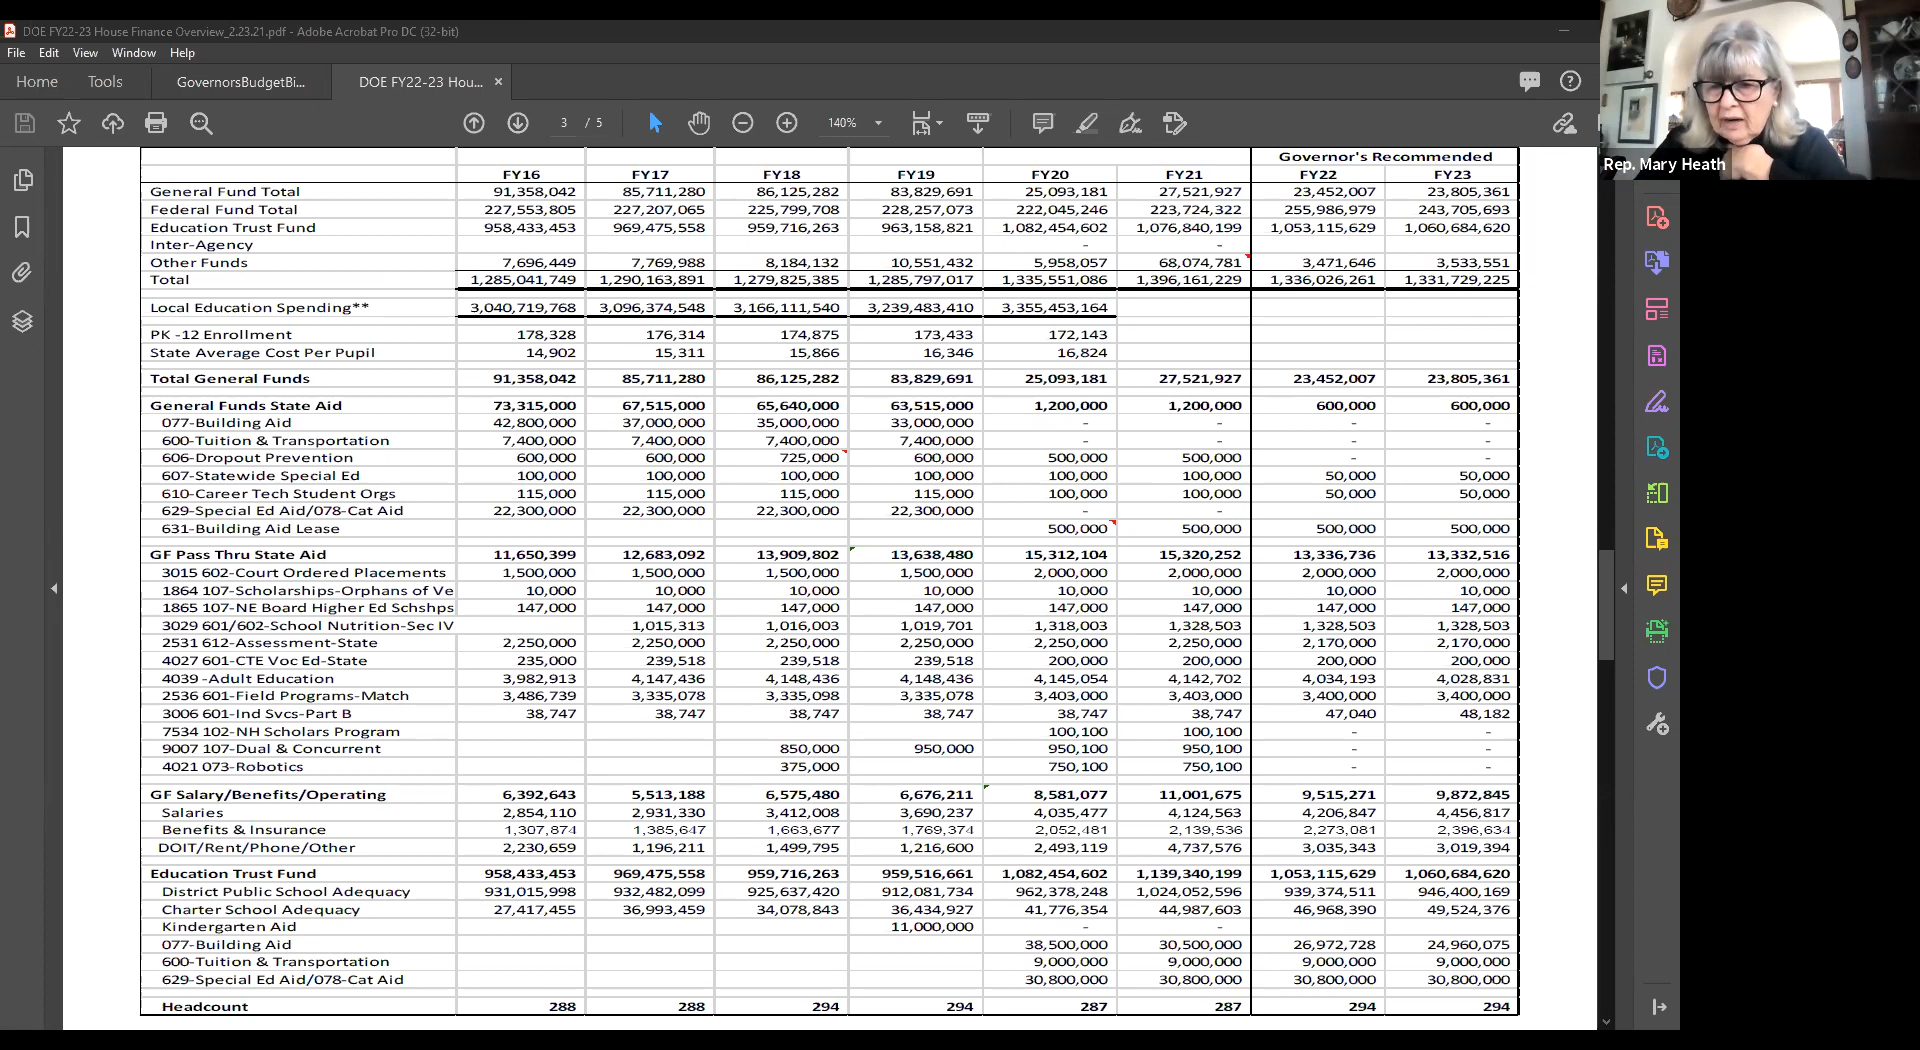 DOE FY22-23 House Finance Overview_2.23.21.pdf - Adobe Acrobat Pro DC (32-bit)
File Edit View Window Help
Home Tools GovernorsBudgetBi... DOE FY22-23 Hou... ×
3 / 5 140%
Rep. Mary Heath
Governor's Recommended
FY16 FY17 FY18 FY19 FY20 FY21 FY22 FY23
General Fund Total 91,358,042 85,711,280 86,125,282 83,829,691 25,093,181 27,521,927 23,452,007 23,805,361
Federal Fund Total 227,553,805 227,207,065 225,799,708 228,257,073 222,045,246 223,724,322 255,986,979 243,705,693
Education Trust Fund 958,433,453 969,475,558 959,716,263 963,158,821 1,082,454,602 1,076,840,199 1,053,115,629 1,060,684,620
Inter-Agency - -
Other Funds 7,696,449 7,769,988 8,184,132 10,551,432 5,958,057 68,074,781 3,471,646 3,533,551
Total 1,285,041,749 1,290,163,891 1,279,825,385 1,285,797,017 1,335,551,086 1,396,161,229 1,336,026,261 1,331,729,225
Local Education Spending** 3,040,719,768 3,096,374,548 3,166,111,540 3,239,483,410 3,355,453,164
PK -12 Enrollment 178,328 176,314 174,875 173,433 172,143
State Average Cost Per Pupil 14,902 15,311 15,866 16,346 16,824
Total General Funds 91,358,042 85,711,280 86,125,282 83,829,691 25,093,181 27,521,927 23,452,007 23,805,361
General Funds State Aid 73,315,000 67,515,000 65,640,000 63,515,000 1,200,000 1,200,000 600,000 600,000
077-Building Aid 42,800,000 37,000,000 35,000,000 33,000,000 - - - -
600-Tuition & Transportation 7,400,000 7,400,000 7,400,000 7,400,000 - - - -
606-Dropout Prevention 600,000 600,000 725,000 600,000 500,000 500,000 - -
607-Statewide Special Ed 100,000 100,000 100,000 100,000 100,000 100,000 50,000 50,000
610-Career Tech Student Orgs 115,000 115,000 115,000 115,000 100,000 100,000 50,000 50,000
629-Special Ed Aid/078-Cat Aid 22,300,000 22,300,000 22,300,000 22,300,000 - -
631-Building Aid Lease 500,000 500,000 500,000 500,000
GF Pass Thru State Aid 11,650,399 12,683,092 13,909,802 13,638,480 15,312,104 15,320,252 13,336,736 13,332,516
3015 602-Court Ordered Placements 1,500,000 1,500,000 1,500,000 1,500,000 2,000,000 2,000,000 2,000,000 2,000,000
1864 107-Scholarships-Orphans of Ve 10,000 10,000 10,000 10,000 10,000 10,000 10,000 10,000
1865 107-NE Board Higher Ed Schshps 147,000 147,000 147,000 147,000 147,000 147,000 147,000 147,000
3029 601/602-School Nutrition-Sec IV 1,015,313 1,016,003 1,019,701 1,318,003 1,328,503 1,328,503 1,328,503
2531 612-Assessment-State 2,250,000 2,250,000 2,250,000 2,250,000 2,250,000 2,250,000 2,170,000 2,170,000
4027 601-CTE Voc Ed-State 235,000 239,518 239,518 239,518 200,000 200,000 200,000 200,000
4039 -Adult Education 3,982,913 4,147,436 4,148,436 4,148,436 4,145,054 4,142,702 4,034,193 4,028,831
2536 601-Field Programs-Match 3,486,739 3,335,078 3,335,098 3,335,078 3,403,000 3,403,000 3,400,000 3,400,000
3006 601-Ind Svcs-Part B 38,747 38,747 38,747 38,747 38,747 38,747 47,040 48,182
7534 102-NH Scholars Program 100,100 100,100 - -
9007 107-Dual & Concurrent 850,000 950,000 950,100 950,100 - -
4021 073-Robotics 375,000 750,100 750,100 - -
GF Salary/Benefits/Operating 6,392,643 5,513,188 6,575,480 6,676,211 8,581,077 11,001,675 9,515,271 9,872,845
Salaries 2,854,110 2,931,330 3,412,008 3,690,237 4,035,477 4,124,563 4,206,847 4,456,817
Benefits & Insurance 1,307,874 1,385,647 1,663,677 1,769,374 2,052,481 2,139,536 2,273,081 2,396,634
DOIT/Rent/Phone/Other 2,230,659 1,196,211 1,499,795 1,216,600 2,493,119 4,737,576 3,035,343 3,019,394
Education Trust Fund 958,433,453 969,475,558 959,716,263 959,516,661 1,082,454,602 1,139,340,199 1,053,115,629 1,060,684,620
District Public School Adequacy 931,015,998 932,482,099 925,637,420 912,081,734 962,378,248 1,024,052,596 939,374,511 946,400,169
Charter School Adequacy 27,417,455 36,993,459 34,078,843 36,434,927 41,776,354 44,987,603 46,968,390 49,524,376
Kindergarten Aid 11,000,000 - -
077-Building Aid 38,500,000 30,500,000 26,972,728 24,960,075
600-Tuition & Transportation 9,000,000 9,000,000 9,000,000 9,000,000
629-Special Ed Aid/078-Cat Aid 30,800,000 30,800,000 30,800,000 30,800,000
Headcount 288 288 294 294 287 287 294 294